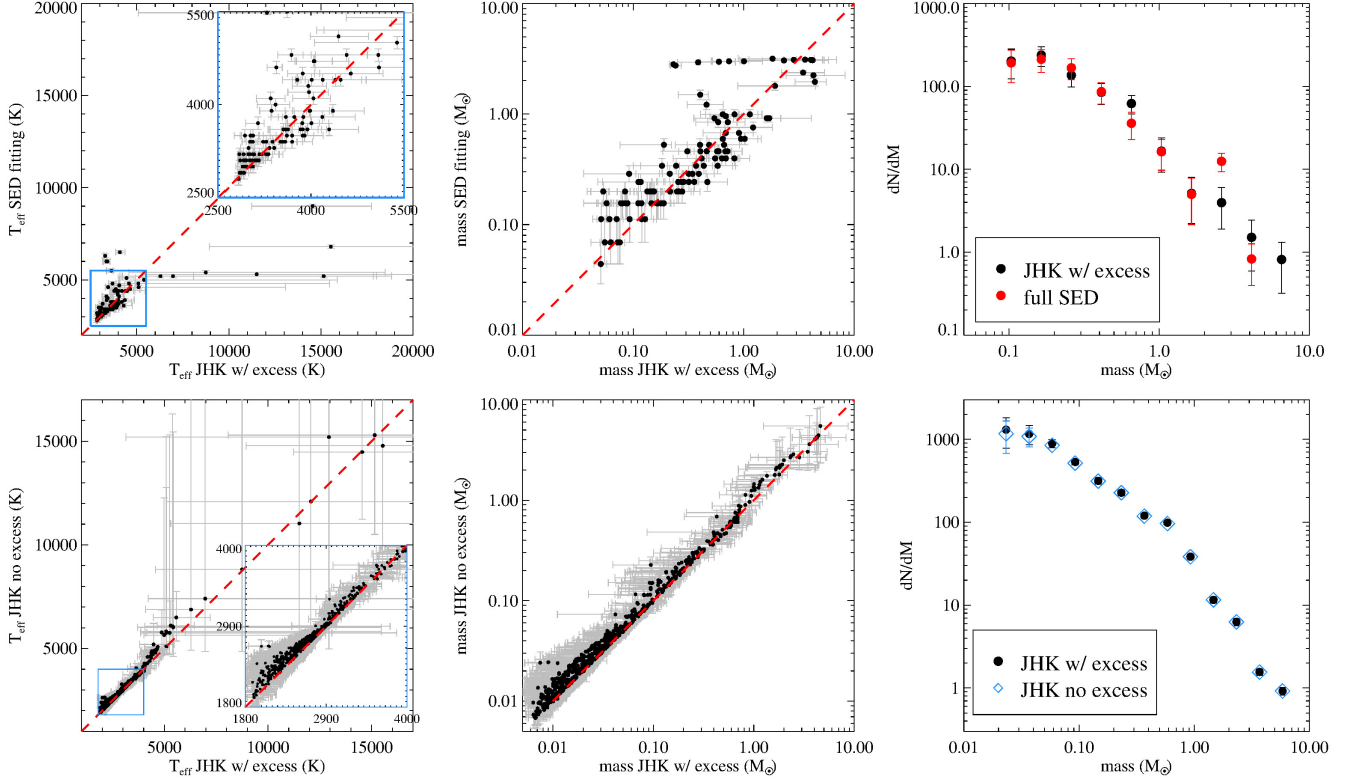 20000
15000
10000
5000
T_eff SED fitting (K)
5500
4000
2500
2500 4000 5500
5000 10000 15000 20000
T_eff JHK w/ excess (K)
10.00
1.00
0.10
0.01
mass SED fitting (M☉)
0.01 0.10 1.00 10.00
mass JHK w/ excess (M☉)
100.0
10.0
1.0
0.1
dN/dM
JHK w/ excess
full SED
0.1 1.0 10.0
mass (M☉)
15000
10000
5000
T_eff JHK no excess (K)
4000
2900
1800
1800 2900 4000
5000 10000 15000
T_eff JHK w/ excess (K)
10.00
1.00
0.10
0.01
mass JHK no excess (M☉)
0.01 0.10 1.00 10.00
mass JHK w/ excess (M☉)
1000
100
10
1
dN/dM
JHK w/ excess
JHK no excess
0.01 0.10 1.00 10.00
mass (M☉)